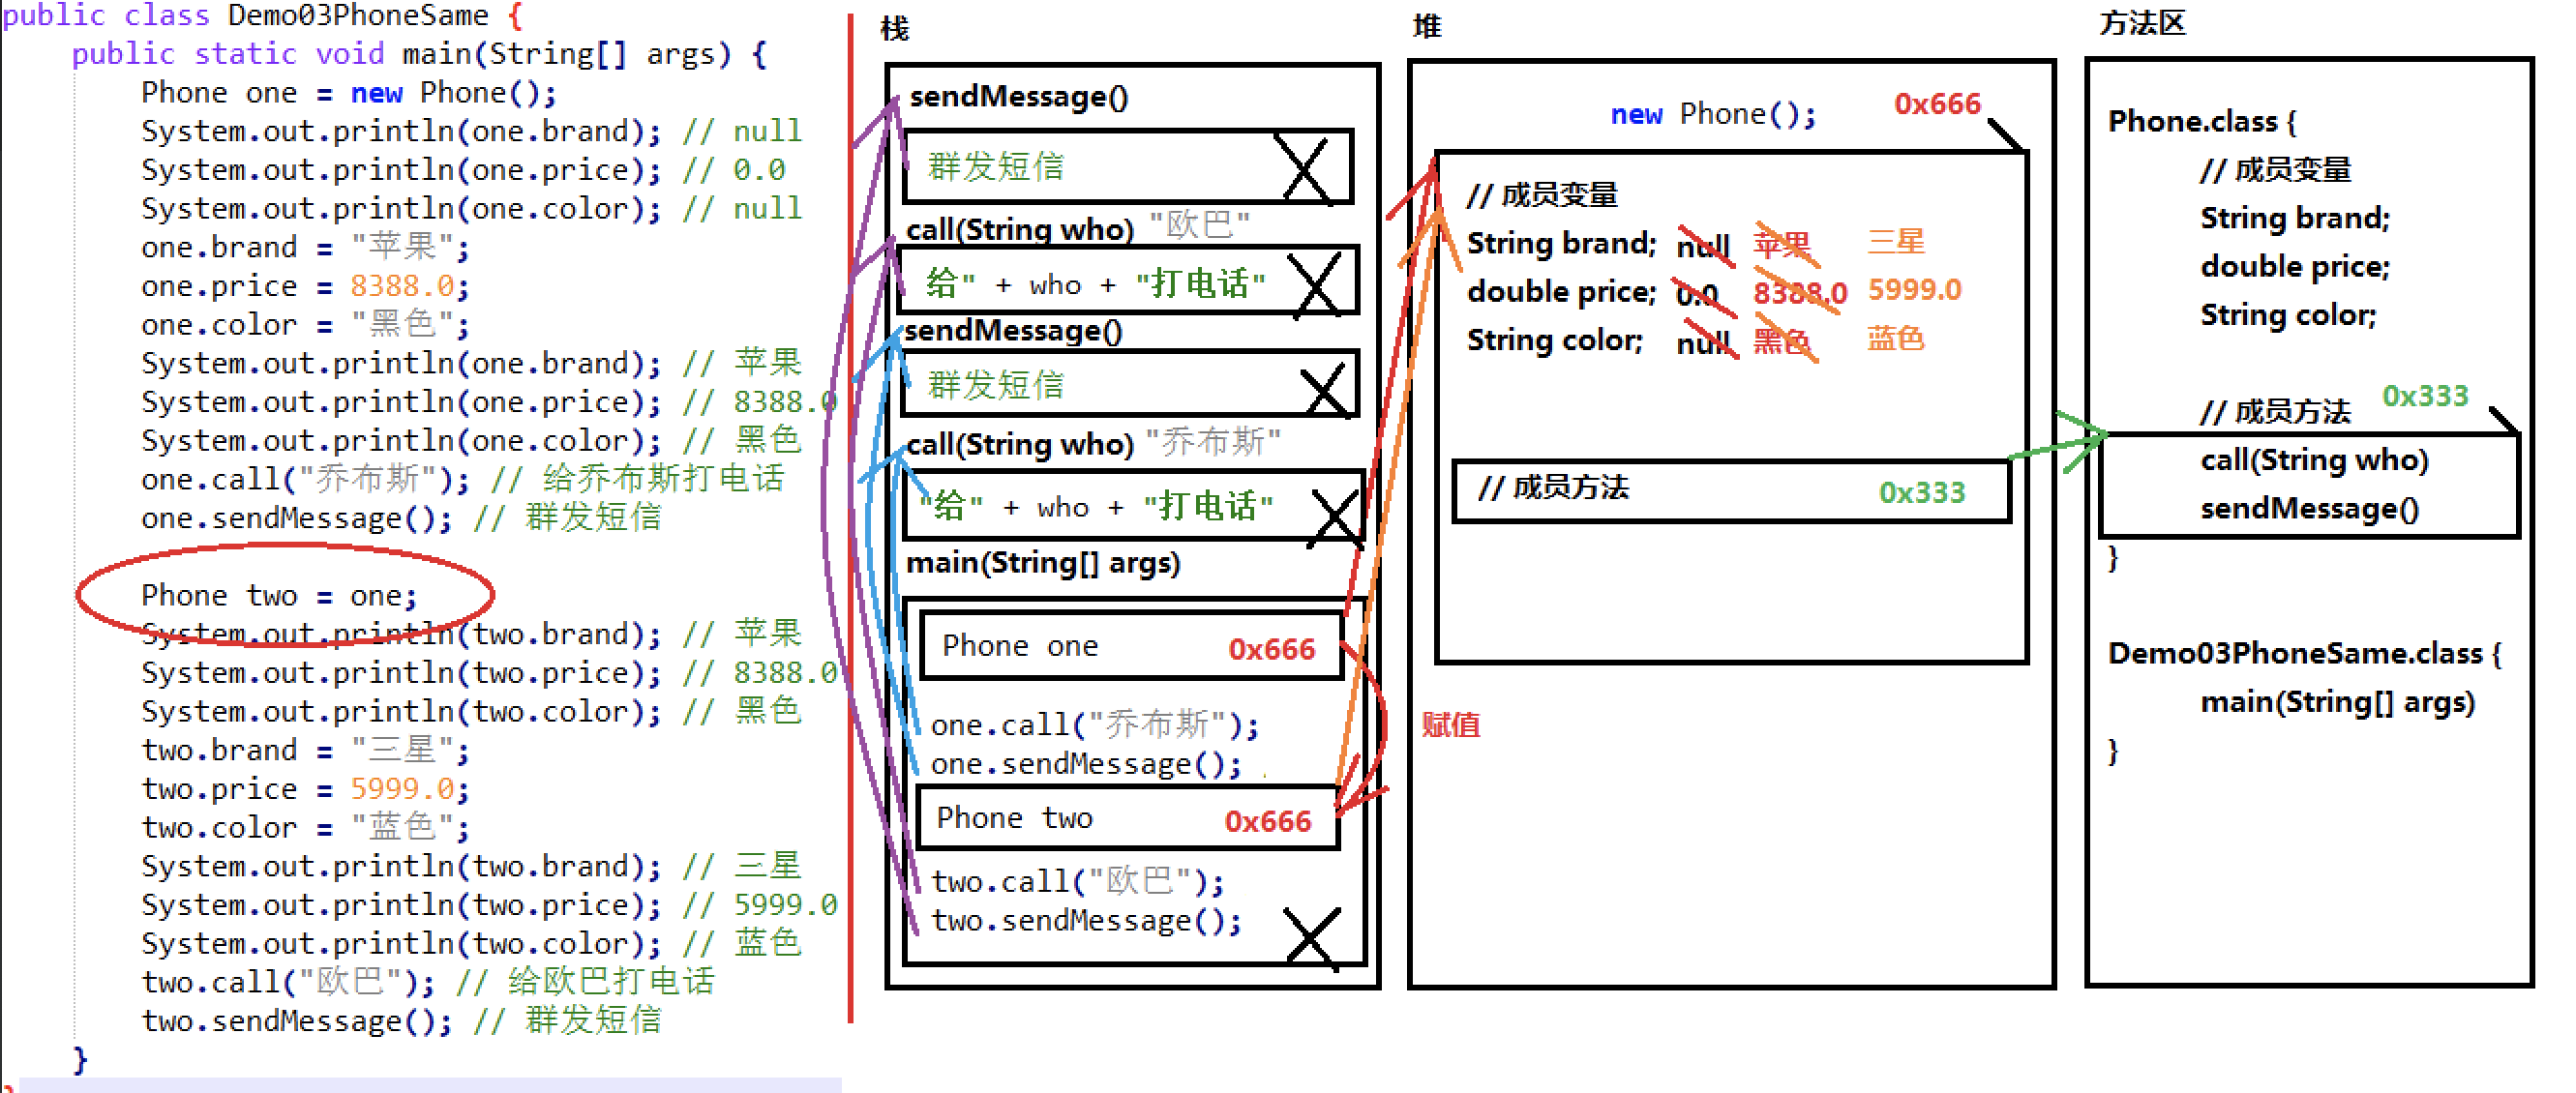 public class Demo03PhoneSame {
public static void main(String[] args) {
Phone one = new Phone();
System.out.println(one.brand); // null
System.out.println(one.price); // 0.0
System.out.println(one.color); // null
one.brand = "苹果";
one.price = 8388.0;
one.color = "黑色";
System.out.println(one.brand); // 苹果
System.out.println(one.price); // 8388.0
System.out.println(one.color); // 黑色
one.call("乔布斯"); // 给乔布斯打电话
one.sendMessage(); // 群发短信
Phone two = one;
System.out.println(two.brand); // 苹果
System.out.println(two.price); // 8388.0
System.out.println(two.color); // 黑色
two.brand = "三星";
two.price = 5999.0;
two.color = "蓝色";
System.out.println(two.brand); // 三星
System.out.println(two.price); // 5999.0
System.out.println(two.color); // 蓝色
two.call("欧巴"); // 给欧巴打电话
two.sendMessage(); // 群发短信
}
}
栈
sendMessage()
群发短信
call(String who) "欧巴"
给" + who + "打电话"
sendMessage()
群发短信
call(String who) "乔布斯"
"给" + who + "打电话"
main(String[] args)
Phone one 0x666
one.call("乔布斯");
one.sendMessage();
Phone two 0x666
two.call("欧巴");
two.sendMessage();
赋值
堆
new Phone(); 0x666
// 成员变量
String brand; null 苹果 三星
double price; 0.0 8388.0 5999.0
String color; null 黑色 蓝色
// 成员方法 0x333
方法区
Phone.class {
// 成员变量
String brand;
double price;
String color;
// 成员方法 0x333
call(String who)
sendMessage()
}
Demo03PhoneSame.class {
main(String[] args)
}